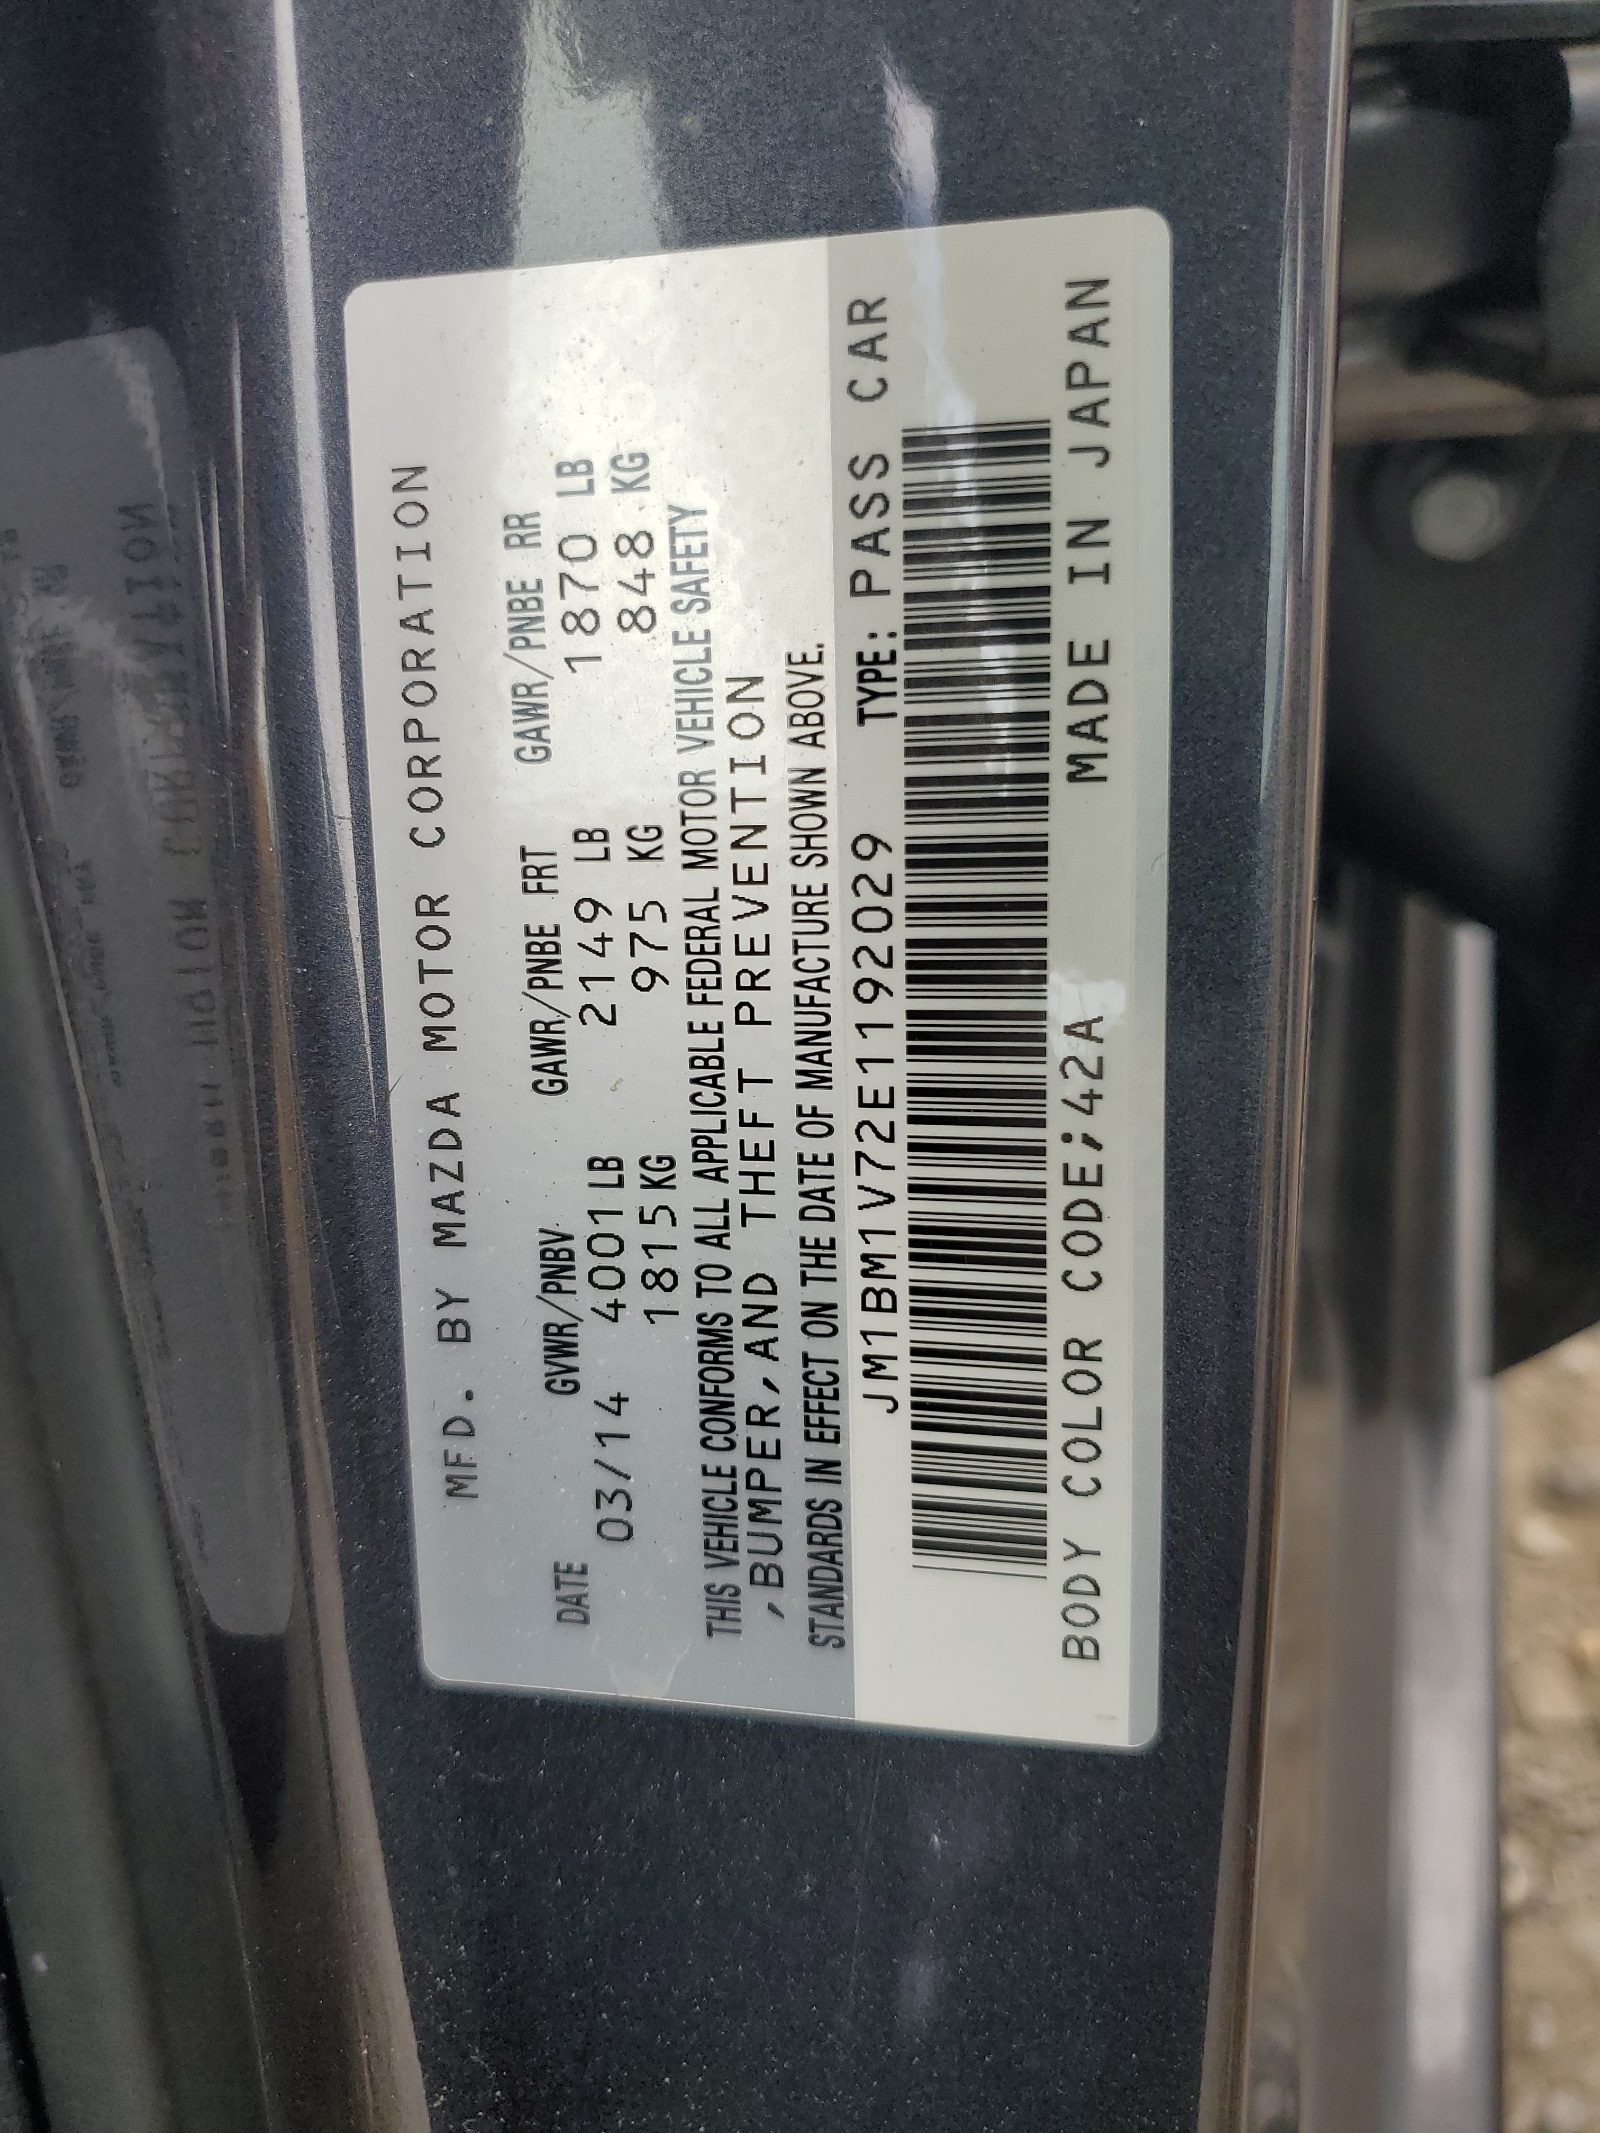 MFD. BY MAZDA MOTOR CORPORATION
DATE GVWR/PNBV GAWR/PNBE FRT GAWR/PNBE RR
03/14 4001 LB 2149 LB 1870 LB
1815 KG 975 KG 848 KG
THIS VEHICLE CONFORMS TO ALL APPLICABLE FEDERAL MOTOR VEHICLE SAFETY
,BUMPER,AND THEFT PREVENTION
STANDARDS IN EFFECT ON THE DATE OF MANUFACTURE SHOWN ABOVE.
JM1BM1V72E1192029 TYPE: PASS CAR
BODY COLOR CODE;42A MADE IN JAPAN